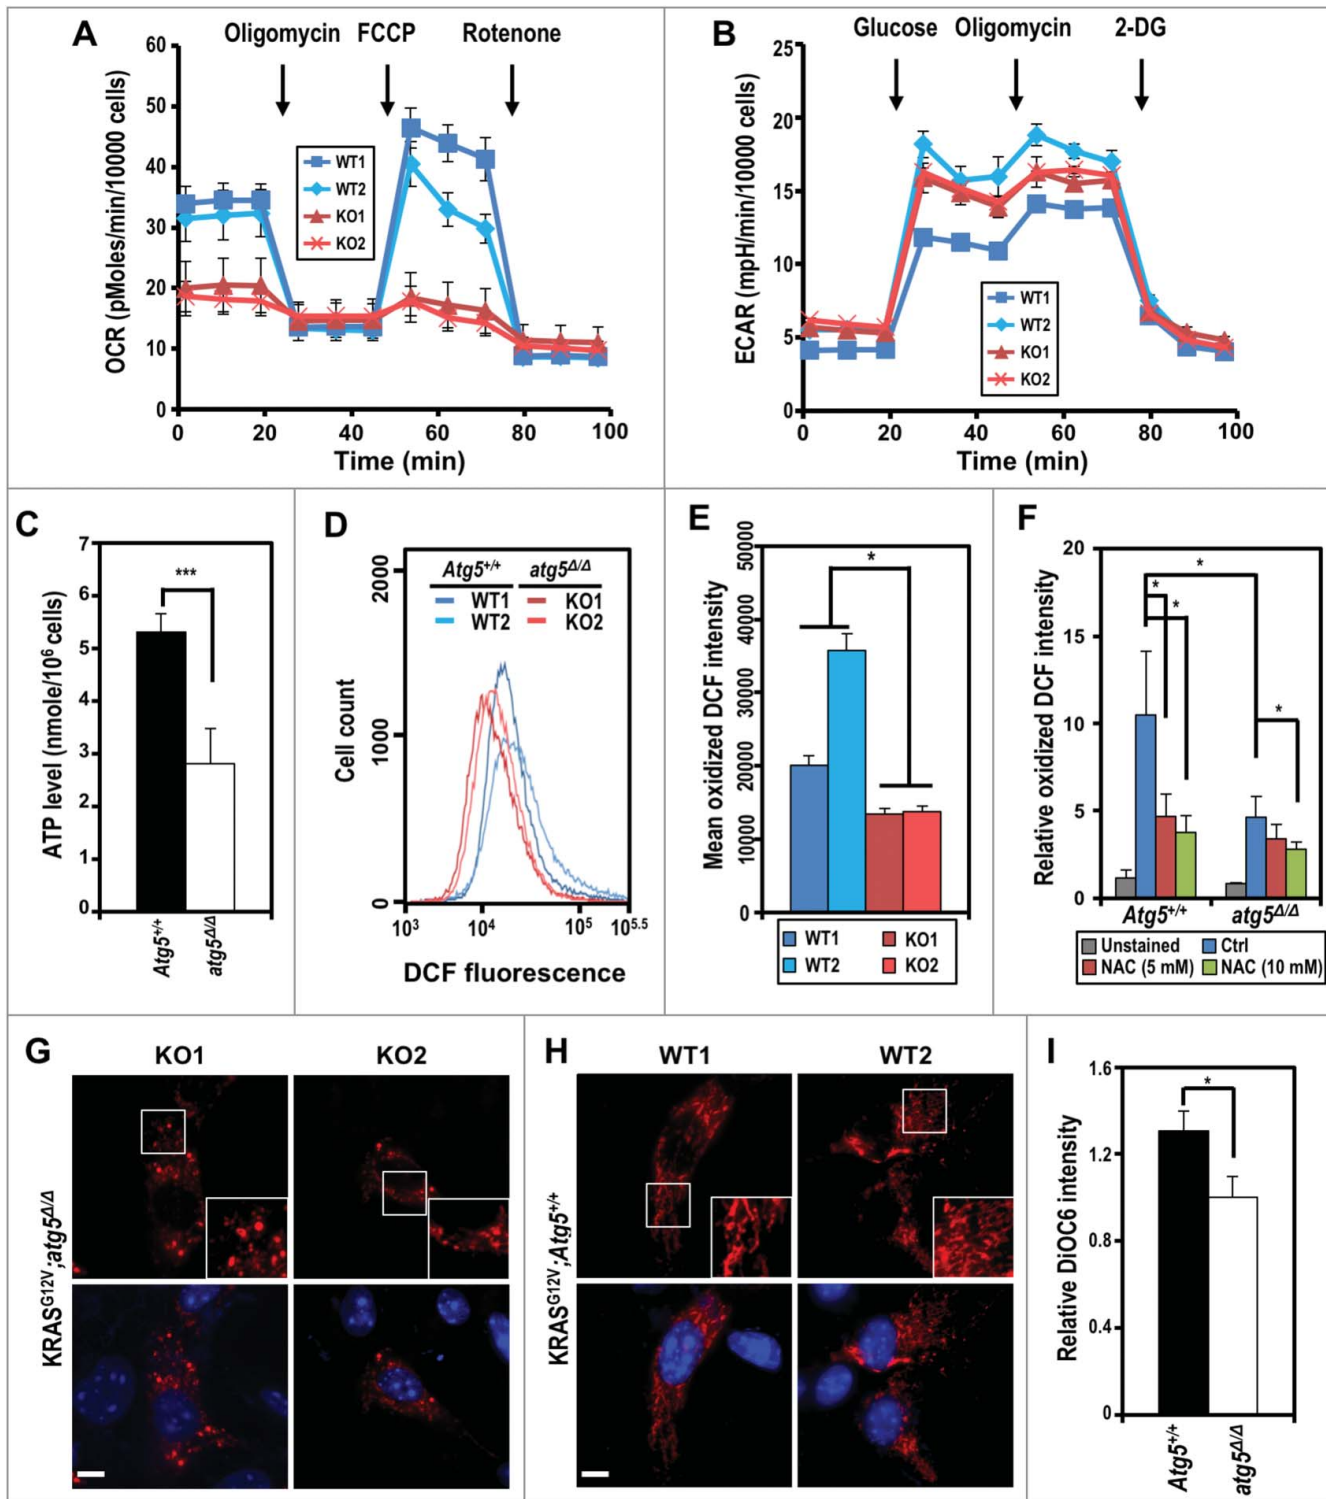 A
Oligomycin FCCP Rotenone
OCR (pMoles/min/10000 cells)
60
50
40
30
20
10
0
WT1
WT2
KO1
KO2
0 20 40 60 80 100
Time (min)
B
Glucose Oligomycin 2-DG
ECAR (mpH/min/10000 cells)
25
20
15
10
5
0
WT1
WT2
KO1
KO2
0 20 40 60 80 100
Time (min)
C
ATP level (nmole/10⁶ cells)
7
6
5
3
2
1
0
***
Atg5⁺/⁺
atg5Δ/Δ
D
Cell count
2000
1000
0
Atg5⁺/⁺ atg5Δ/Δ
WT1 KO1
WT2 KO2
10³ 10⁴ 10⁵ 10⁵·⁵
DCF fluorescence
E
Mean oxidized DCF intensity
50000
40000
30000
20000
10000
0
*
WT1 KO1
WT2 KO2
F
Relative oxidized DCF intensity
20
15
10
5
0
*
*
*
*
Atg5⁺/⁺ atg5Δ/Δ
Unstained Ctrl
NAC (5 mM) NAC (10 mM)
G
KO1 KO2
KRASG12V;atg5Δ/Δ
H
WT1 WT2
KRASG12V;Atg5⁺/⁺
I
Relative DiOC6 intensity
1.6
1.2
0.8
0.4
0
*
Atg5⁺/⁺
atg5Δ/Δ